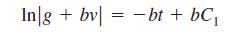 ln|g + bv| = −bt + bC₁